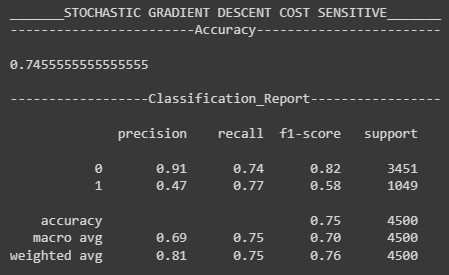 _______STOCHASTIC GRADIENT DESCENT COST SENSITIVE_______
------------------------Accuracy------------------------
0.7455555555555555
------------------Classification_Report-----------------
precision recall f1-score support
0 0.91 0.74 0.82 3451
1 0.47 0.77 0.58 1049
accuracy 0.75 4500
macro avg 0.69 0.75 0.70 4500
weighted avg 0.81 0.75 0.76 4500